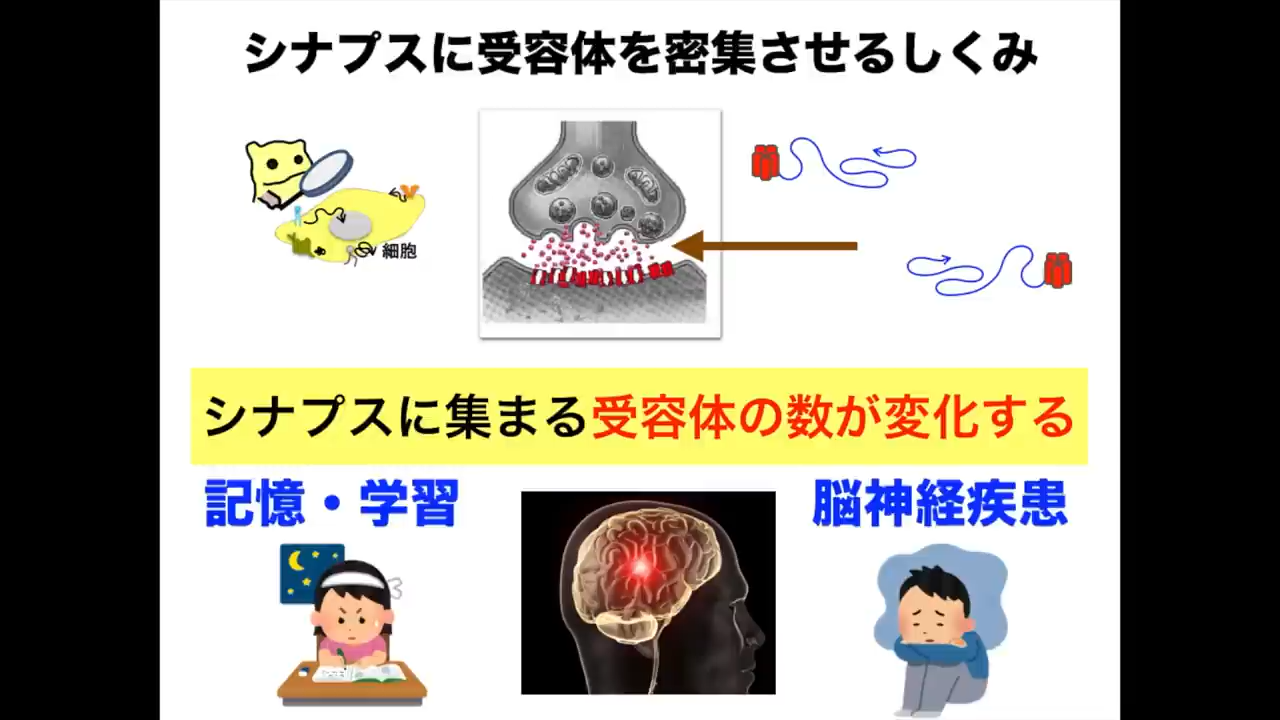 シナプスに受容体を密集させるしくみ
細胞
シナプスに集まる受容体の数が変化する
記憶・学習
脳神経疾患